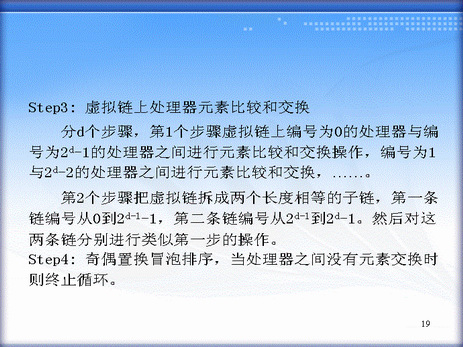 Step3: 虚拟链上处理器元素比较和交换
分d个步骤，第1个步骤虚拟链上编号为0的处理器与编
号为2ᵈ-1的处理器之间进行元素比较和交换操作，编号为1
与2ᵈ-2的处理器之间进行元素比较和交换，……。
第2个步骤把虚拟链拆成两个长度相等的子链，第一条
链编号从0到2ᵈ⁻¹-1，第二条链编号从2ᵈ⁻¹到2ᵈ-1。然后对这
两条链分别进行类似第一步的操作。
Step4: 奇偶置换冒泡排序，当处理器之间没有元素交换时
则终止循环。
19